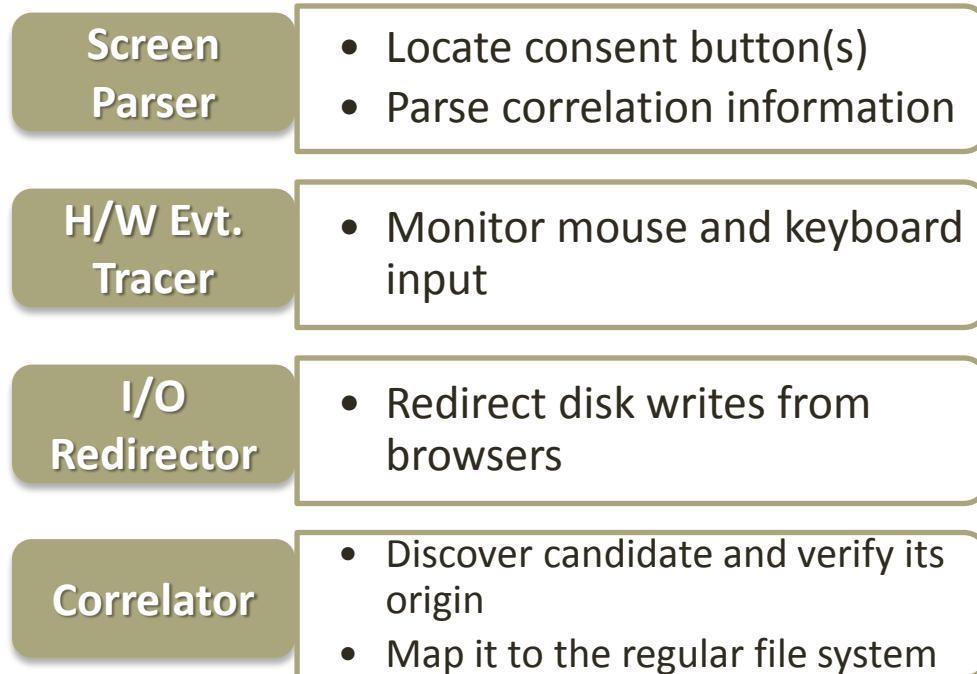 Screen
Parser
• Locate consent button(s)
• Parse correlation information
H/W Evt.
Tracer
• Monitor mouse and keyboard
input
I/O
Redirector
• Redirect disk writes from
browsers
Correlator
• Discover candidate and verify its
origin
• Map it to the regular file system